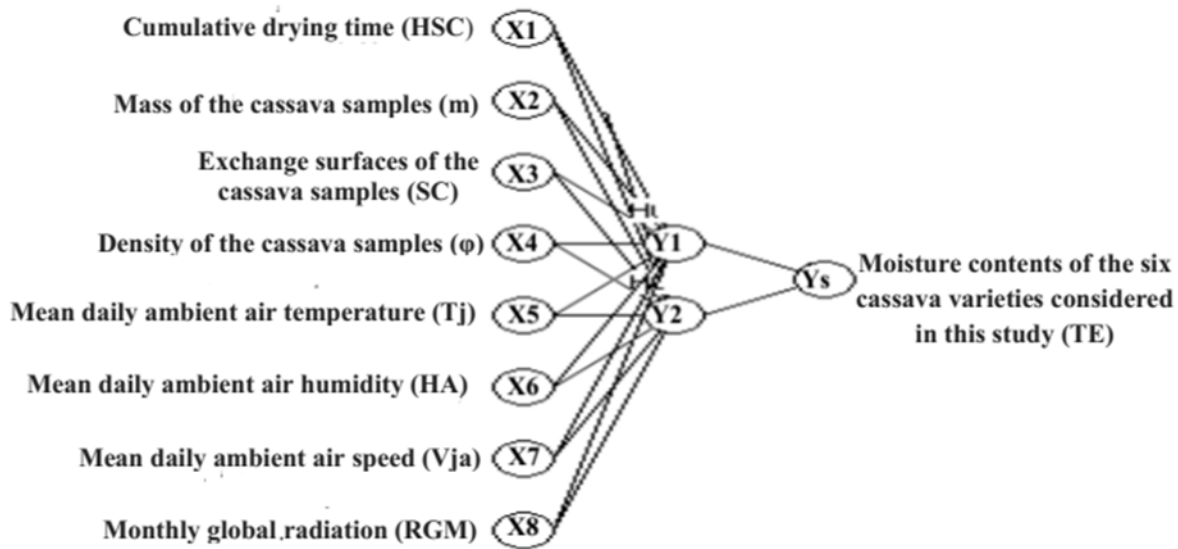 Cumulative drying time (HSC) X1
Mass of the cassava samples (m) X2
Exchange surfaces of the
cassava samples (SC) X3
Density of the cassava samples (φ) X4
Mean daily ambient air temperature (Tj) X5
Mean daily ambient air humidity (HA) X6
Mean daily ambient air speed (Vja) X7
Monthly global radiation (RGM) X8
Y1
Y2
Ys
Moisture contents of the six
cassava varieties considered
in this study (TE)